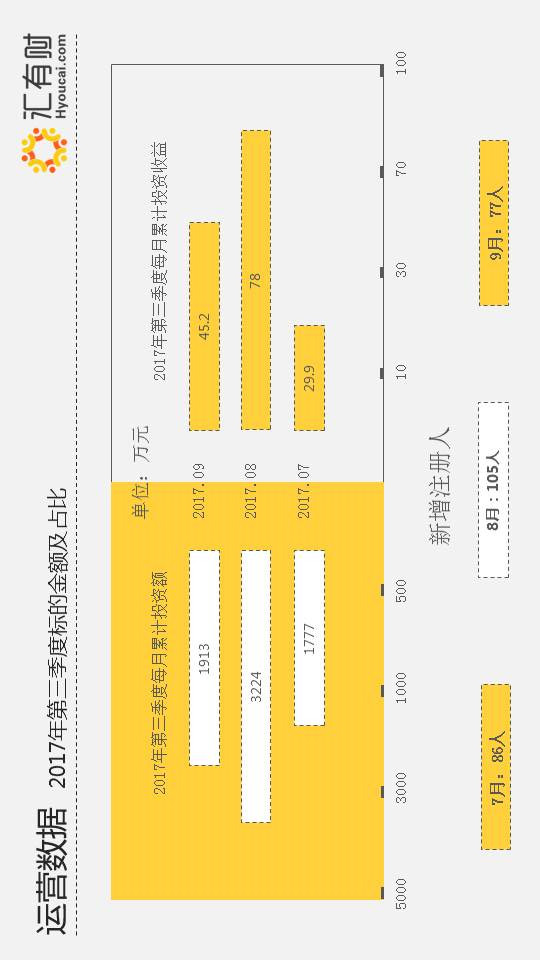 运营数据 2017年第三季度标的金额及占比
汇有财
Hyoucai.com
单位：万元
2017年第三季度每月累计投资额
2017年第三季度每月累计投资收益
1913
2017.09
45.2
3224
2017.08
78
1777
2017.07
29.9
5000
3000
1000
500
10
30
70
100
新增注册人
7月：86人
8月：105人
9月：77人